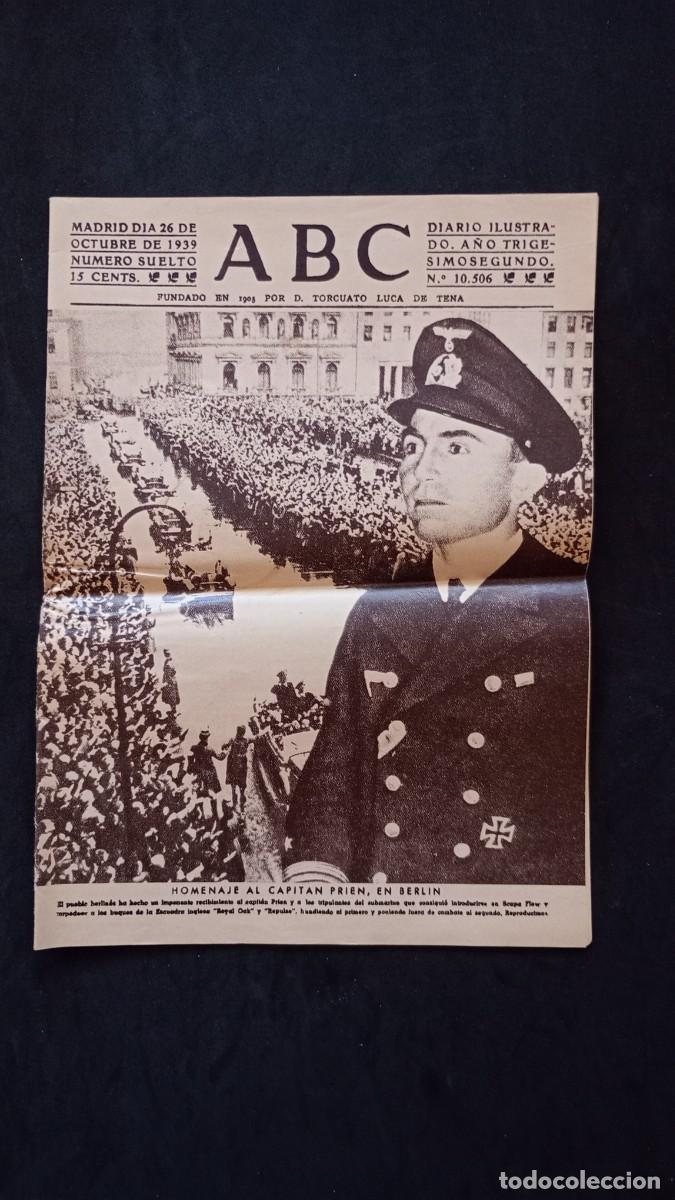 MADRID DIA 26 DE
OCTUBRE DE 1939
NUMERO SUELTO
15 CENTS.
ABC
DIARIO ILUSTRA-
DO. AÑO TRIGE-
SIMOSEGUNDO.
N.º 10.506
FUNDADO EN 1905 POR D. TORCUATO LUCA DE TENA
HOMENAJE AL CAPITAN PRIEN, EN BERLIN
El pueblo berlinés ha hecho un imponente recibimiento al capitán Prien y a los tripulantes del submarino que consiguió introducirse en Scapa Flow y
torpedear a los buques de la Escuadra inglesa "Royal Oak" y "Repulse", hundiendo al primero y poniendo fuera de combate al segundo. Reproducimos
todocoleccion